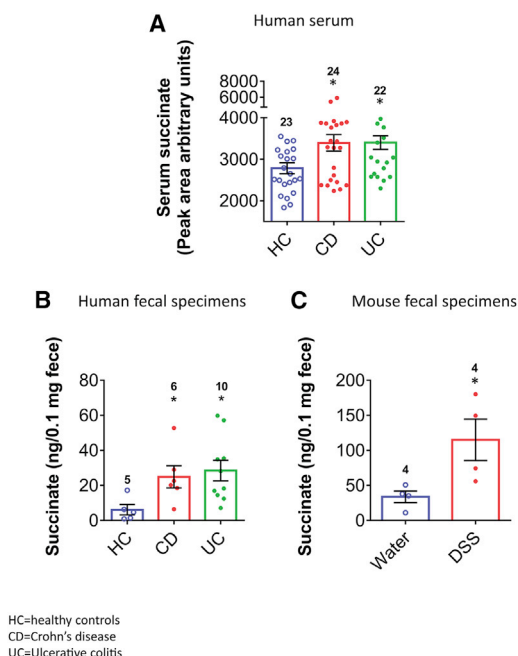 A
Human serum
Serum succinate
(Peak area arbitrary units)
8000
6000
4000
3000
2000
23
24
*
22
*
HC
CD
UC
B
Human fecal specimens
Succinate (ng/0.1 mg fece)
80
60
40
20
0
5
6
*
10
*
HC
CD
UC
C
Mouse fecal specimens
Succinate (ng/0.1 mg fece)
200
150
100
50
0
4
4
*
Water
DSS
HC=healthy controls
CD=Crohn's disease
UC=Ulcerative colitis